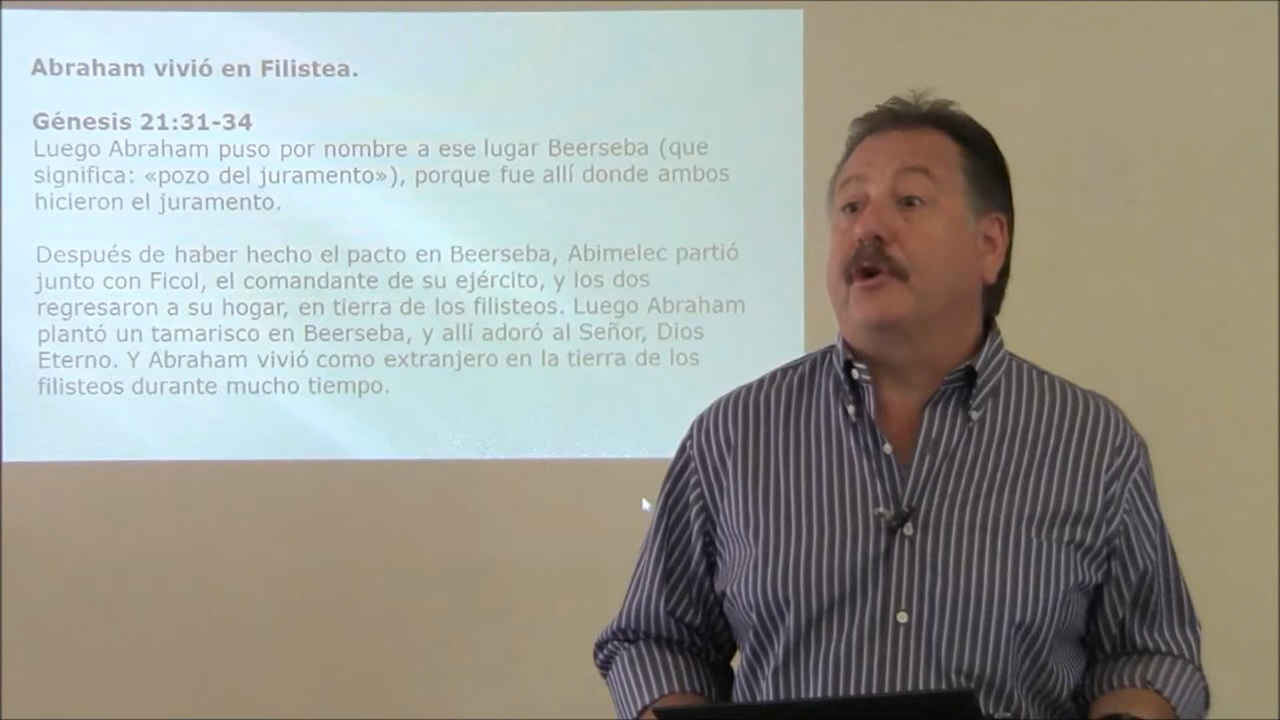 Abraham vivió en Filistea.
Génesis 21:31-34
Luego Abraham puso por nombre a ese lugar Beerseba (que
significa: «pozo del juramento»), porque fue allí donde ambos
hicieron el juramento.
Después de haber hecho el pacto en Beerseba, Abimelec partió
junto con Ficol, el comandante de su ejército, y los dos
regresaron a su hogar, en tierra de los filisteos. Luego Abraham
plantó un tamarisco en Beerseba, y allí adoró al Señor, Dios
Eterno. Y Abraham vivió como extranjero en la tierra de los
filisteos durante mucho tiempo.